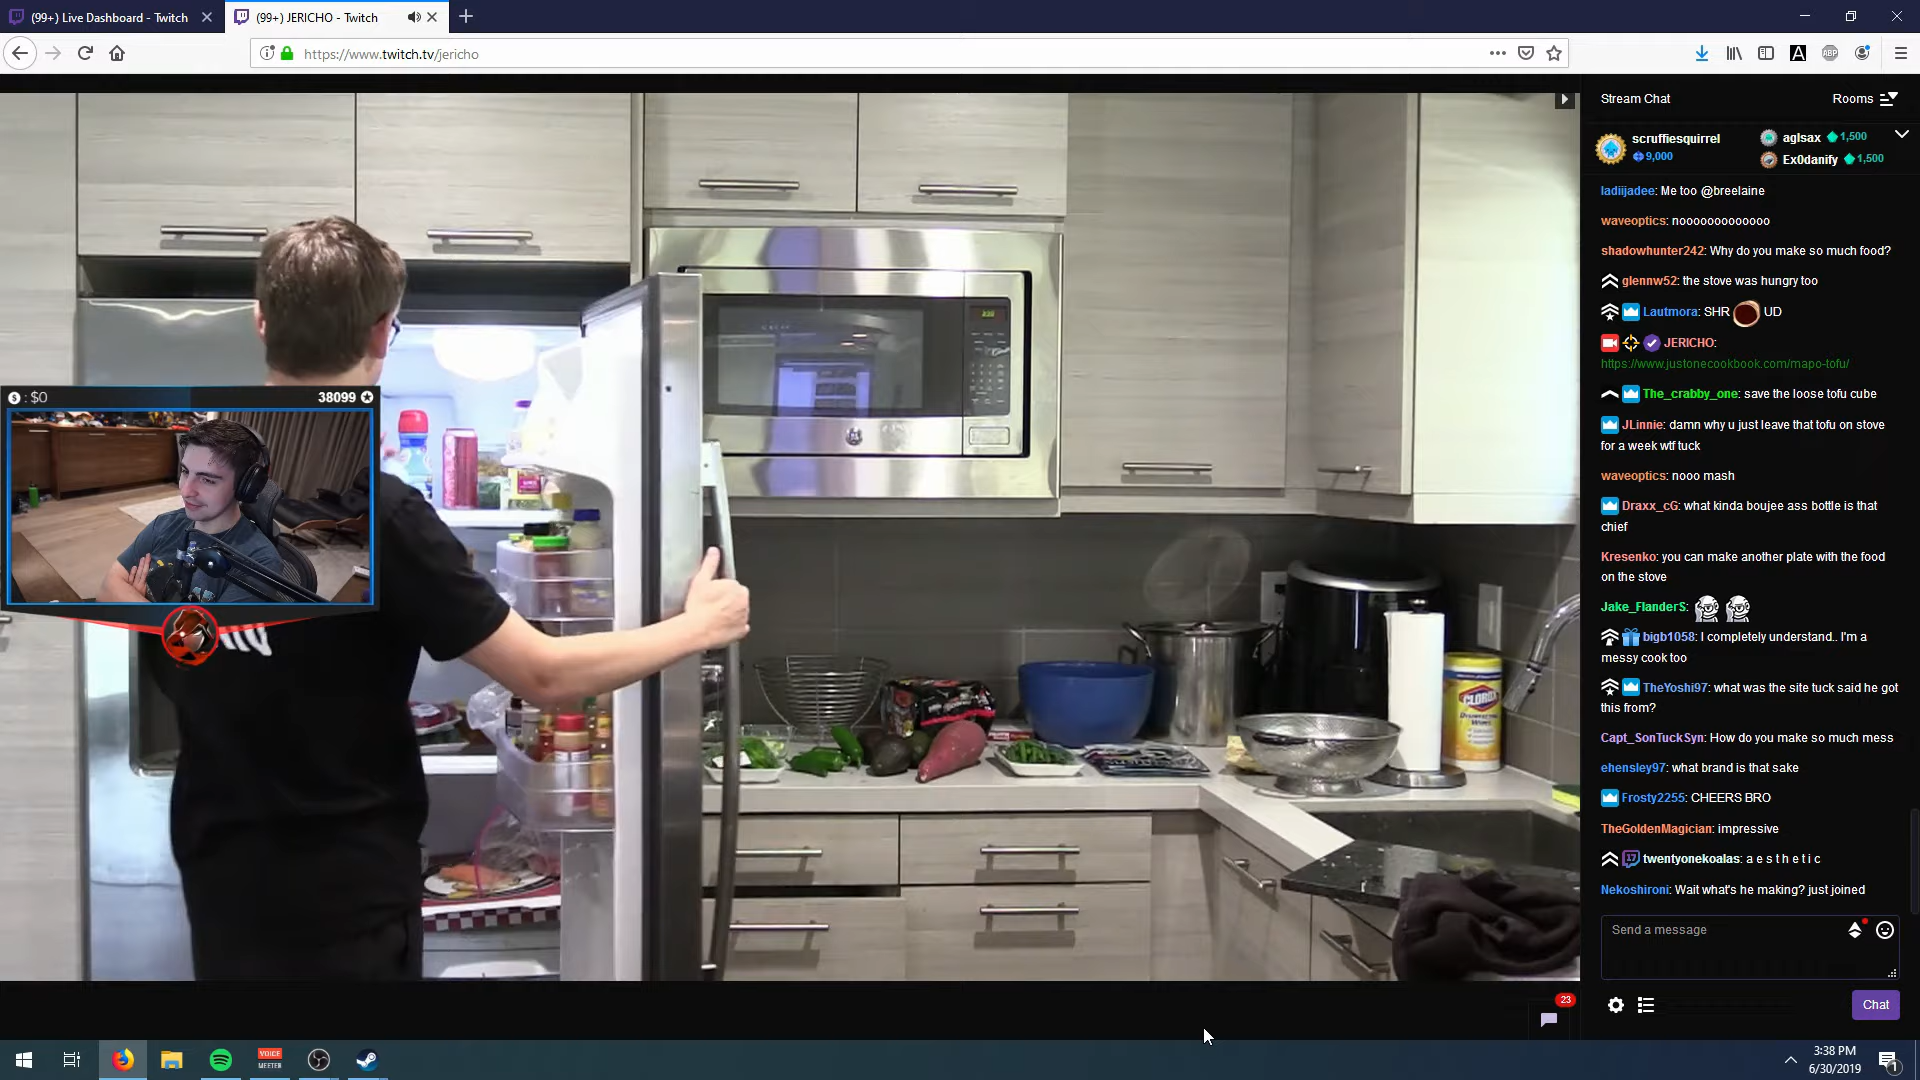 (99+) Live Dashboard - Twitch
(99+) JERICHO - Twitch
https://www.twitch.tv/jericho
ABP
Stream Chat
Rooms
scruffiesquirrel
9,000
aglsax 1,500
Ex0danify 1,500
ladiijadee: Me too @breelaine
waveoptics: nooooooooooooo
shadowhunter242: Why do you make so much food?
glennw52: the stove was hungry too
Lautmora: SHR UD
JERICHO:
https://www.justonecookbook.com/mapo-tofu/
The_crabby_one: save the loose tofu cube
JLinnie: damn why u just leave that tofu on stove
for a week wtf tuck
waveoptics: nooo mash
Draxx_cG: what kinda boujee ass bottle is that
chief
Kresenko: you can make another plate with the food
on the stove
Jake_FlanderS:
bigb1058: I completely understand.. I'm a
messy cook too
TheYoshi97: what was the site tuck said he got
this from?
Capt_SonTuckSyn: How do you make so much mess
ehensley97: what brand is that sake
Frosty2255: CHEERS BRO
TheGoldenMagician: impressive
17 twentyonekoalas: a e s t h e t i c
Nekoshironi: Wait what's he making? just joined
Send a message
Chat
23
$ : $0
38099
CLOROX
VOICE
MEETER
3:38 PM
6/30/2019
1